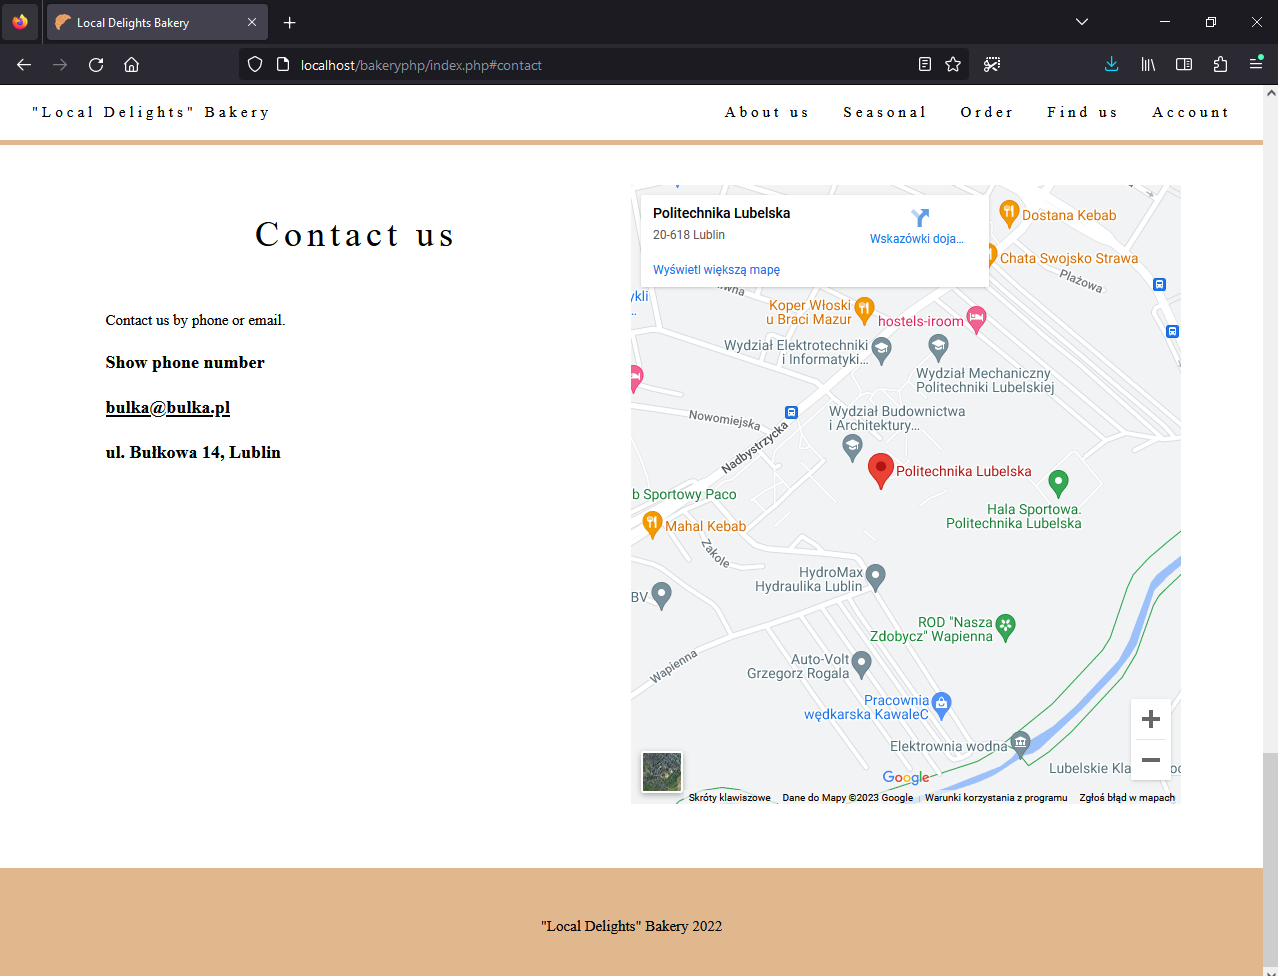 Local Delights Bakery
localhost/bakeryphp/index.php#contact
"Local Delights" Bakery
About us Seasonal Order Find us Account
Contact us
Contact us by phone or email.
Show phone number
bulka@bulka.pl
ul. Bułkowa 14, Lublin
Politechnika Lubelska
20-618 Lublin
Wskazówki doja...
Wyświetl większą mapę
Dostana Kebab
Chata Swojsko Strawa
Plażowa
Koper Włoski
u Braci Mazur
hostels-iroom
Wydział Elektrotechniki
i Informatyki...
Wydział Mechaniczny
Politechniki Lubelskiej
Nowomiejska
Wydział Budownictwa
i Architektury...
Nadbystrzycka
Politechnika Lubelska
b Sportowy Paco
Hala Sportowa.
Politechnika Lubelska
Mahal Kebab
Zakole
HydroMax
Hydraulika Lublin
BV
ROD "Nasza
Zdobycz" Wapienna
Wapienna
Auto-Volt
Grzegorz Rogala
Pracownia
wędkarska KawaleC
Elektrownia wodna
Lubelskie Kla
Google
Skróty klawiszowe Dane do Mapy ©2023 Google Warunki korzystania z programu Zgłoś błąd w mapach
"Local Delights" Bakery 2022